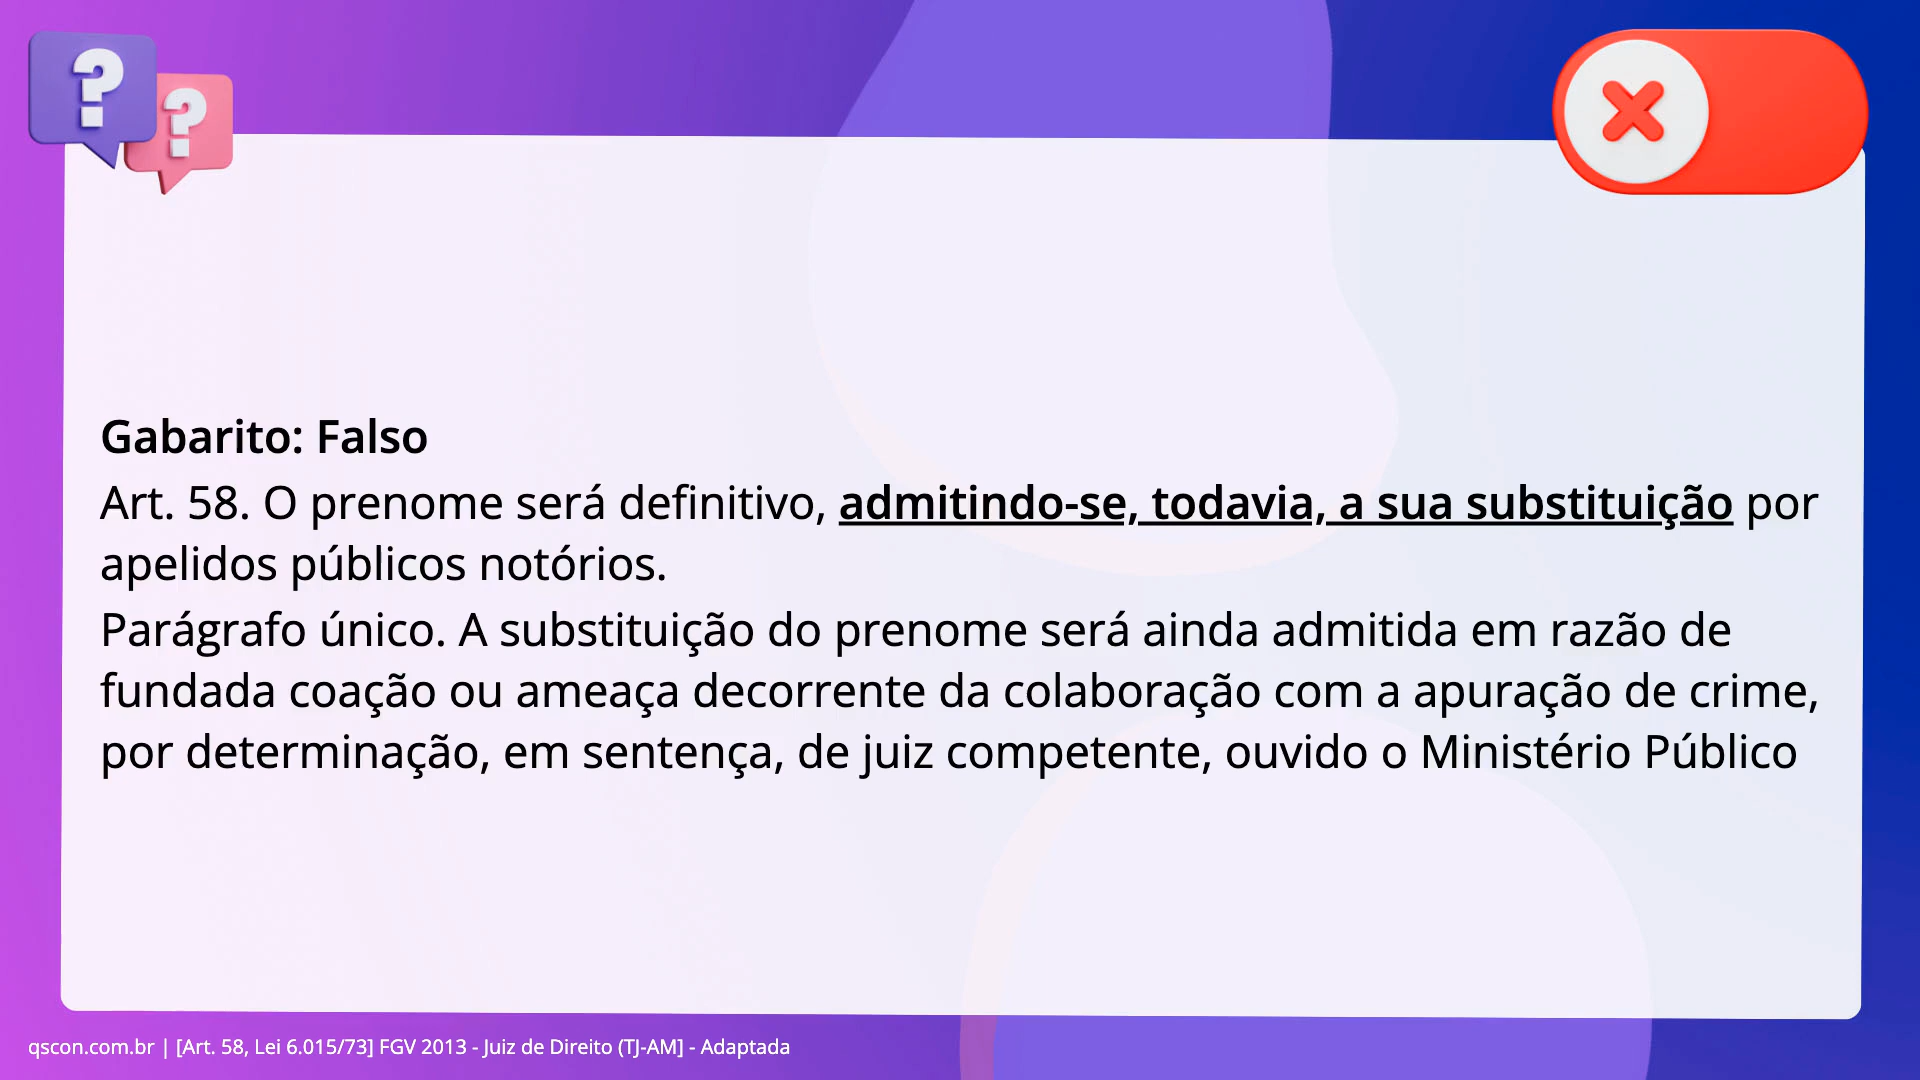 ?
?
Gabarito: Falso
Art. 58. O prenome será definitivo, admitindo-se, todavia, a sua substituição por
apelidos públicos notórios.
Parágrafo único. A substituição do prenome será ainda admitida em razão de
fundada coação ou ameaça decorrente da colaboração com a apuração de crime,
por determinação, em sentença, de juiz competente, ouvido o Ministério Público
qscon.com.br | [Art. 58, Lei 6.015/73] FGV 2013 - Juiz de Direito (TJ-AM] - Adaptada